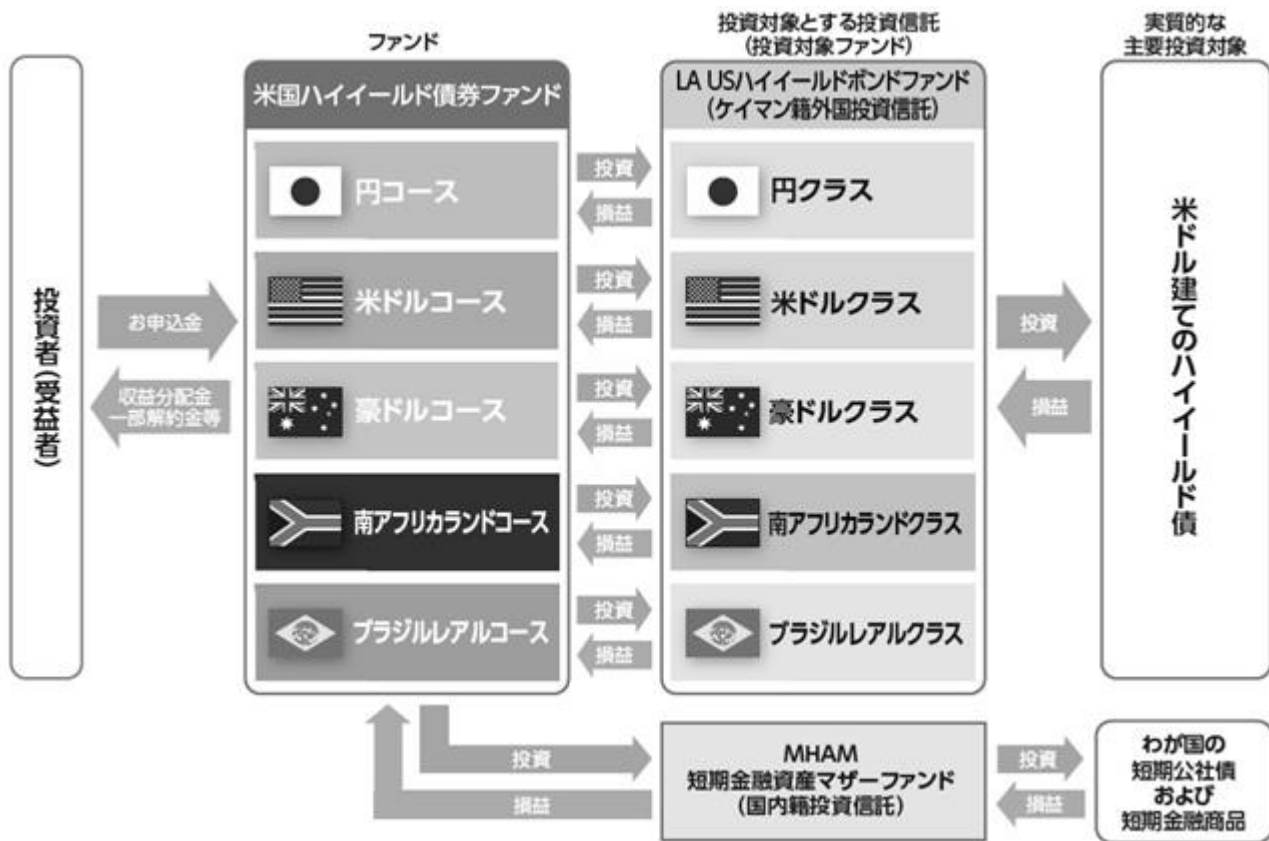 ファンド
投資対象とする投資信託
(投資対象ファンド)
実質的な
主要投資対象
投資者(受益者)
お申込金
収益分配金
一部解約金等
米国ハイイールド債券ファンド
円コース
米ドルコース
豪ドルコース
南アフリカランドコース
ブラジルレアルコース
投資
損益
投資
損益
投資
損益
投資
損益
投資
損益
LA USハイイールドボンドファンド
(ケイマン籍外国投資信託)
円クラス
米ドルクラス
豪ドルクラス
南アフリカランドクラス
ブラジルレアルクラス
投資
損益
米ドル建てのハイイールド債
投資
損益
MHAM
短期金融資産マザーファンド
(国内籍投資信託)
投資
損益
わが国の
短期公社債
および
短期金融商品